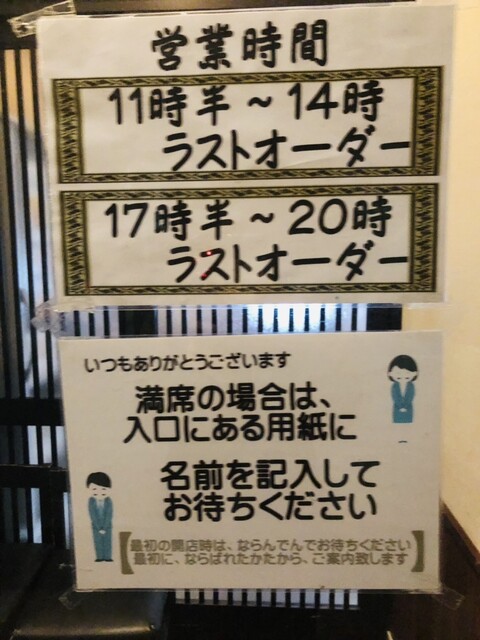 営業時間
11時半~14時
ラストオーダー
17時半~20時
ラストオーダー
いつもありがとうございます
満席の場合は、
入口にある用紙に
名前を記入して
お待ちください
最初の開店時は、ならんでんでお待ちください
最初に、ならばれたかたから、ご案内致します